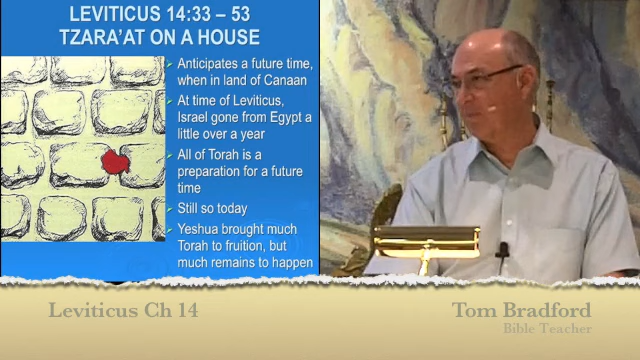 LEVITICUS 14:33 – 53
TZARA'AT ON A HOUSE
Anticipates a future time,
when in land of Canaan
At time of Leviticus,
Israel gone from Egypt a
little over a year
All of Torah is a
preparation for a future
time
Still so today
Yeshua brought much
Torah to fruition, but
much remains to happen
Leviticus Ch 14
Tom Bradford
Bible Teacher